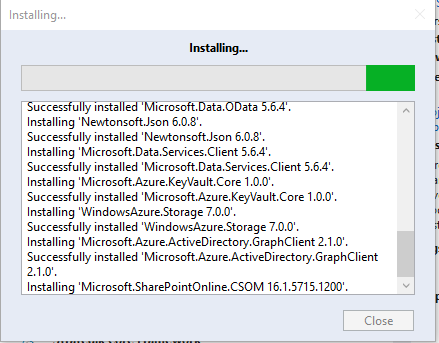 Installing...
Installing...
Successfully installed 'Microsoft.Data.OData 5.6.4'.
Installing 'Newtonsoft.Json 6.0.8'.
Successfully installed 'Newtonsoft.Json 6.0.8'.
Installing 'Microsoft.Data.Services.Client 5.6.4'.
Successfully installed 'Microsoft.Data.Services.Client 5.6.4'.
Installing 'Microsoft.Azure.KeyVault.Core 1.0.0'.
Successfully installed 'Microsoft.Azure.KeyVault.Core 1.0.0'.
Installing 'WindowsAzure.Storage 7.0.0'.
Successfully installed 'WindowsAzure.Storage 7.0.0'.
Installing 'Microsoft.Azure.ActiveDirectory.GraphClient 2.1.0'.
Successfully installed 'Microsoft.Azure.ActiveDirectory.GraphClient
2.1.0'.
Installing 'Microsoft.SharePointOnline.CSOM 16.1.5715.1200'.
Close